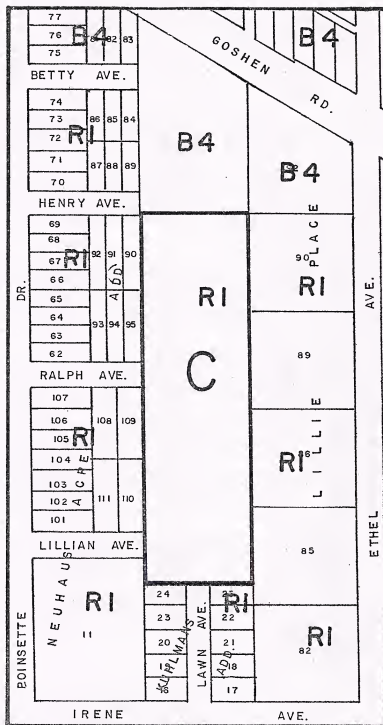 77
76
B4
81 82 83
75
BETTY AVE.
GOSHEN RD.
B4
74
73
RI
72
71
70
86 85 84
87 88 89
B4
B4
HENRY AVE.
69
68
RI
67
66
65
64
63
62
92 91 90
ADD
93 94 95
RI
C
90
RI
PLACE
89
RALPH AVE.
107
106
RI
105
104
103
102
101
108 109
111 110
ACRE
RI
LILLIE
85
LILLIAN AVE.
NEUHAUS
RI
11
24
23
20
KUHLMANS
LAWN AVE.
RI
22
21
18
17
ADD.
RI
82
BOINSETTE DR.
ETHEL AVE.
IRENE AVE.